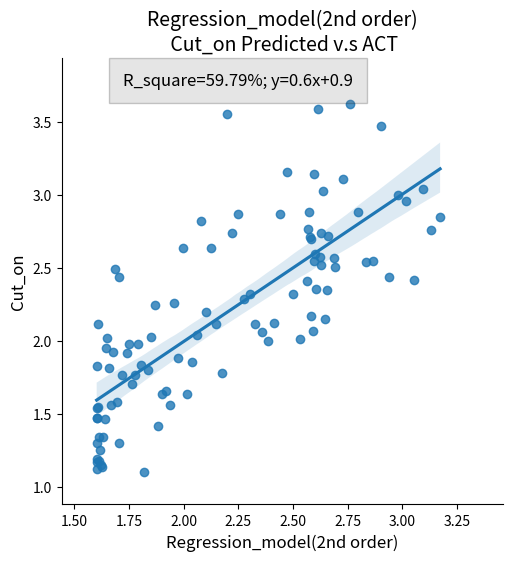 Regression_model(2nd order)
Cut_on Predicted v.s ACT
R_square=59.79%; y=0.6x+0.9
3.5
3.0
2.5
2.0
1.5
1.0
Cut_on
1.50 1.75 2.00 2.25 2.50 2.75 3.00 3.25
Regression_model(2nd order)